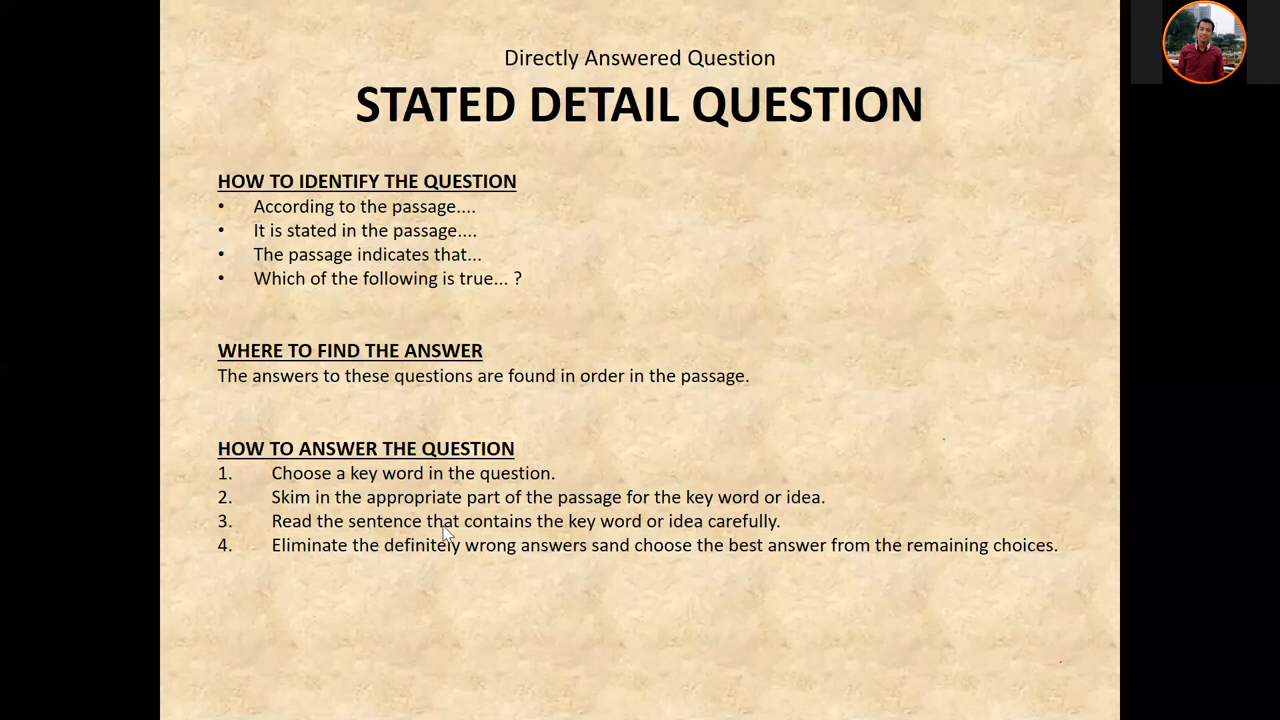 Directly Answered Question
STATED DETAIL QUESTION
HOW TO IDENTIFY THE QUESTION
• According to the passage....
• It is stated in the passage....
• The passage indicates that...
• Which of the following is true... ?
WHERE TO FIND THE ANSWER
The answers to these questions are found in order in the passage.
HOW TO ANSWER THE QUESTION
1. Choose a key word in the question.
2. Skim in the appropriate part of the passage for the key word or idea.
3. Read the sentence that contains the key word or idea carefully.
4. Eliminate the definitely wrong answers sand choose the best answer from the remaining choices.